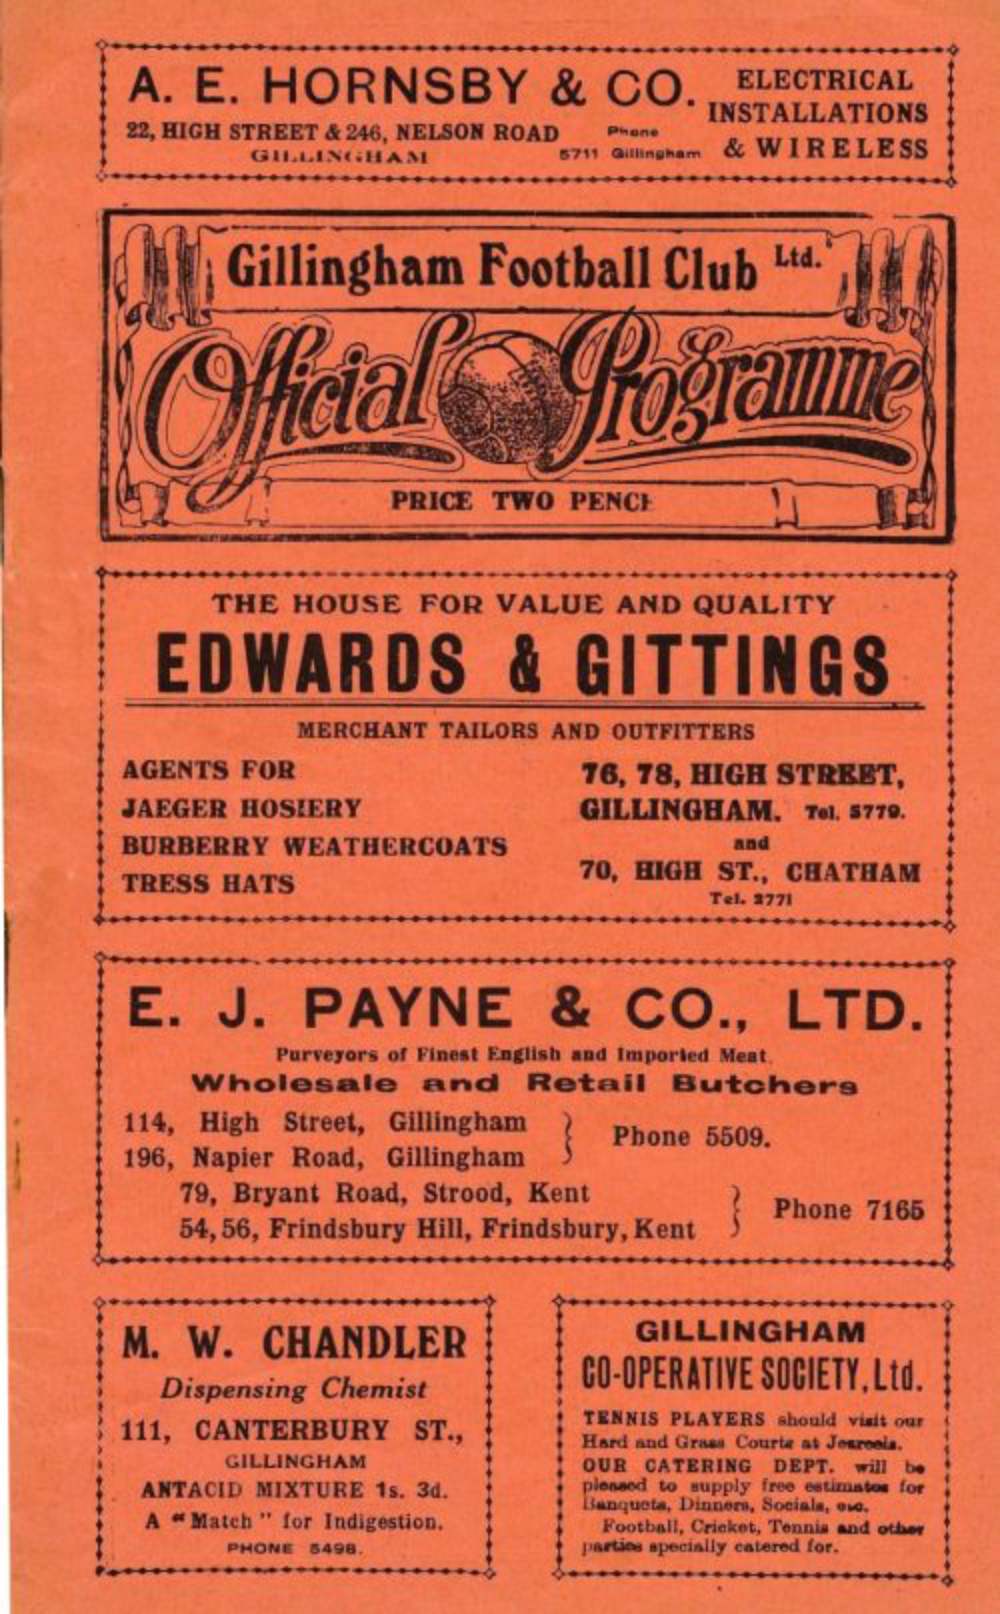 A. E. HORNSBY & CO.
22, HIGH STREET & 246, NELSON ROAD
GILLINGHAM
Phone
5711 Gillingham
ELECTRICAL
INSTALLATIONS
& WIRELESS
Gillingham Football Club Ltd.
Official Programme
PRICE TWO PENCE
THE HOUSE FOR VALUE AND QUALITY
EDWARDS & GITTINGS
MERCHANT TAILORS AND OUTFITTERS
AGENTS FOR
JAEGER HOSIERY
BURBERRY WEATHERCOATS
TRESS HATS
76, 78, HIGH STREET,
GILLINGHAM. Tel. 5779.
and
70, HIGH ST., CHATHAM
Tel. 2771
E. J. PAYNE & CO., LTD.
Purveyors of Finest English and Imported Meat.
Wholesale and Retail Butchers
114, High Street, Gillingham
196, Napier Road, Gillingham
Phone 5509.
79, Bryant Road, Strood, Kent
54, 56, Frindsbury Hill, Frindsbury, Kent
Phone 7165
M. W. CHANDLER
Dispensing Chemist
111, CANTERBURY ST.,
GILLINGHAM
ANTACID MIXTURE 1s. 3d.
A "Match" for Indigestion.
PHONE 5498.
GILLINGHAM
CO-OPERATIVE SOCIETY, Ltd.
TENNIS PLAYERS should visit our
Hard and Grass Courts at Jezreels.
OUR CATERING DEPT. will be
pleased to supply free estimates for
Banquets, Dinners, Socials, etc.
Football, Cricket, Tennis and other
parties specially catered for.